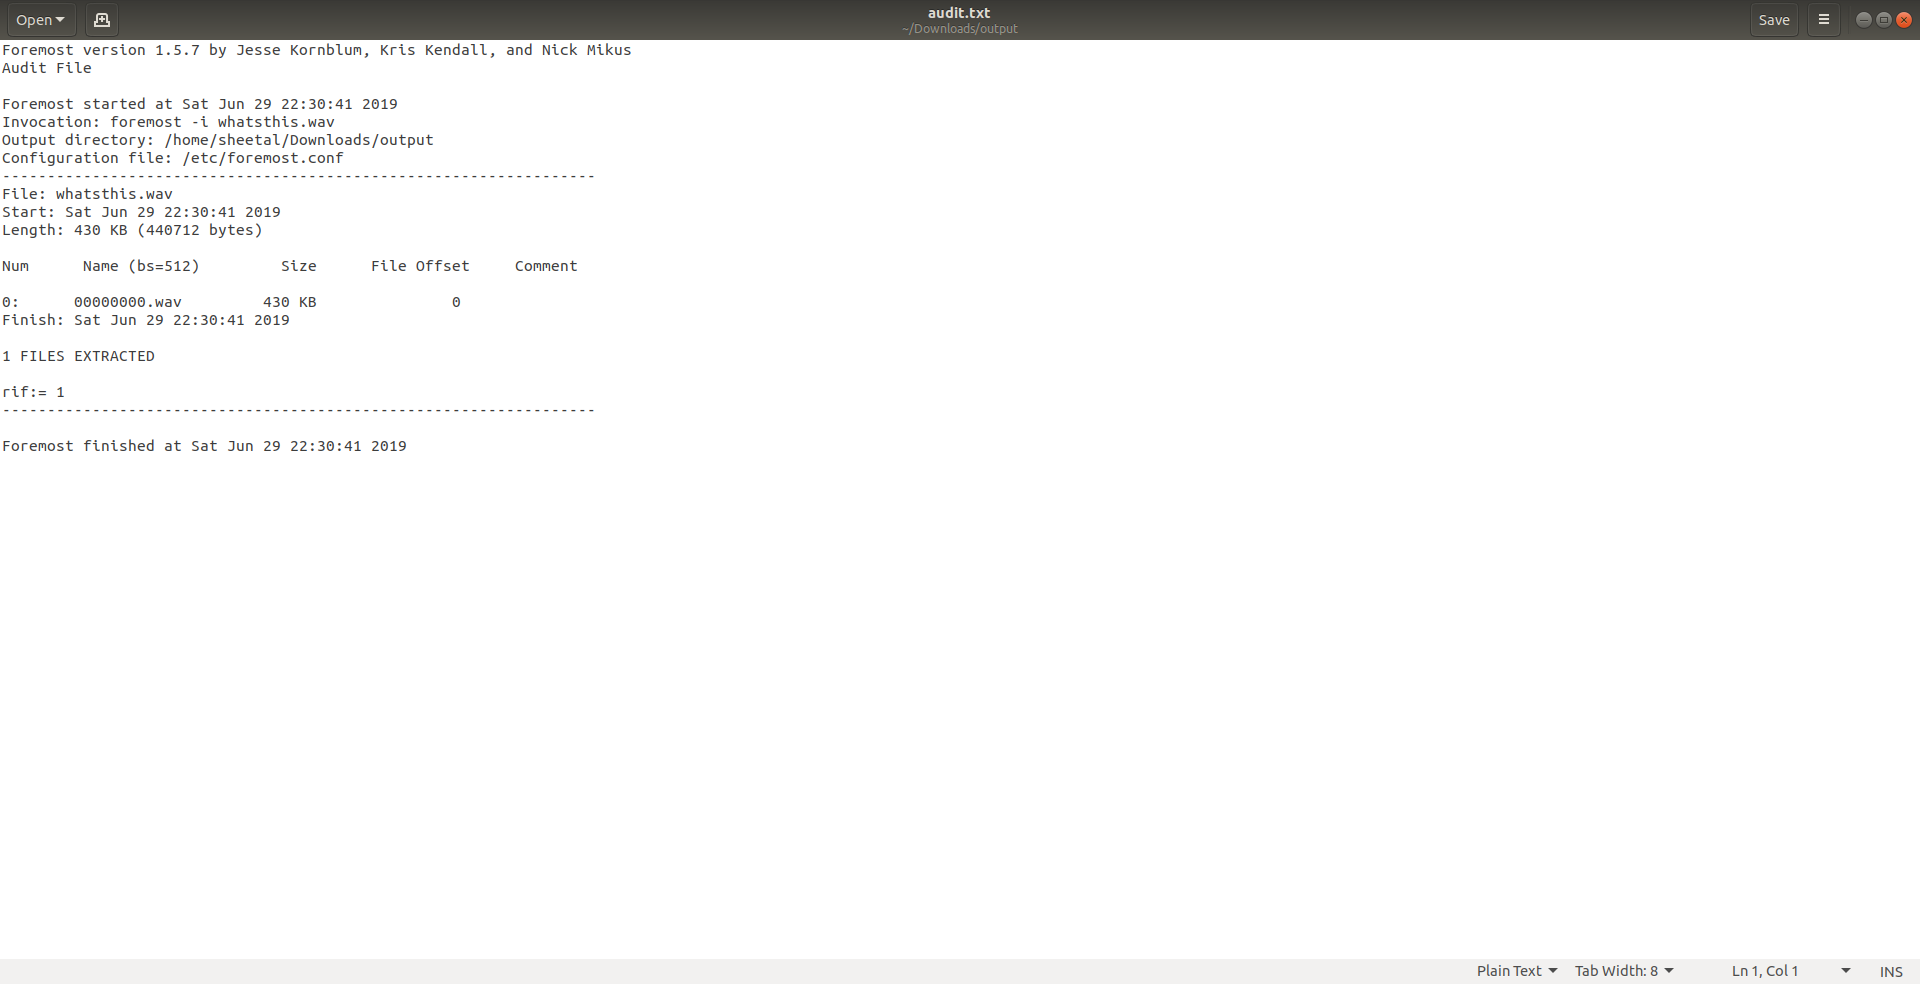 Open
audit.txt
~/Downloads/output
Save
Foremost version 1.5.7 by Jesse Kornblum, Kris Kendall, and Nick Mikus
Audit File
Foremost started at Sat Jun 29 22:30:41 2019
Invocation: foremost -i whatsthis.wav
Output directory: /home/sheetal/Downloads/output
Configuration file: /etc/foremost.conf
------------------------------------------------------------------
File: whatsthis.wav
Start: Sat Jun 29 22:30:41 2019
Length: 430 KB (440712 bytes)
Num      Name (bs=512)         Size      File Offset     Comment
0:      00000000.wav         430 KB               0
Finish: Sat Jun 29 22:30:41 2019
1 FILES EXTRACTED
rif:= 1
------------------------------------------------------------------
Foremost finished at Sat Jun 29 22:30:41 2019
Plain Text
Tab Width: 8
Ln 1, Col 1
INS